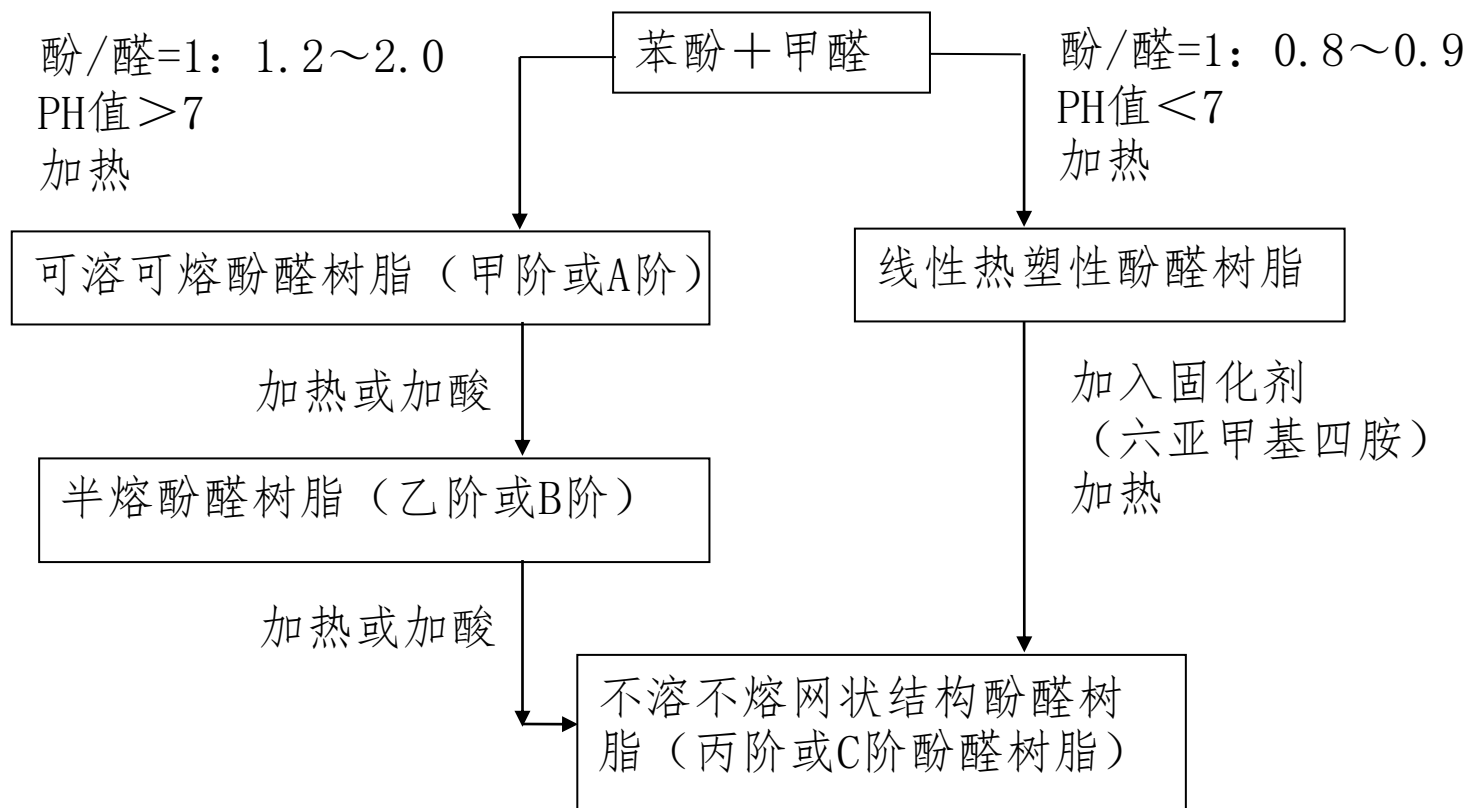 酚/醛=1：1.2～2.0
PH值＞7
加热
苯酚＋甲醛
酚/醛=1：0.8～0.9
PH值＜7
加热
可溶可熔酚醛树脂（甲阶或A阶）
线性热塑性酚醛树脂
加热或加酸
加入固化剂
（六亚甲基四胺）
加热
半熔酚醛树脂（乙阶或B阶）
加热或加酸
不溶不熔网状结构酚醛树
脂（丙阶或C阶酚醛树脂）